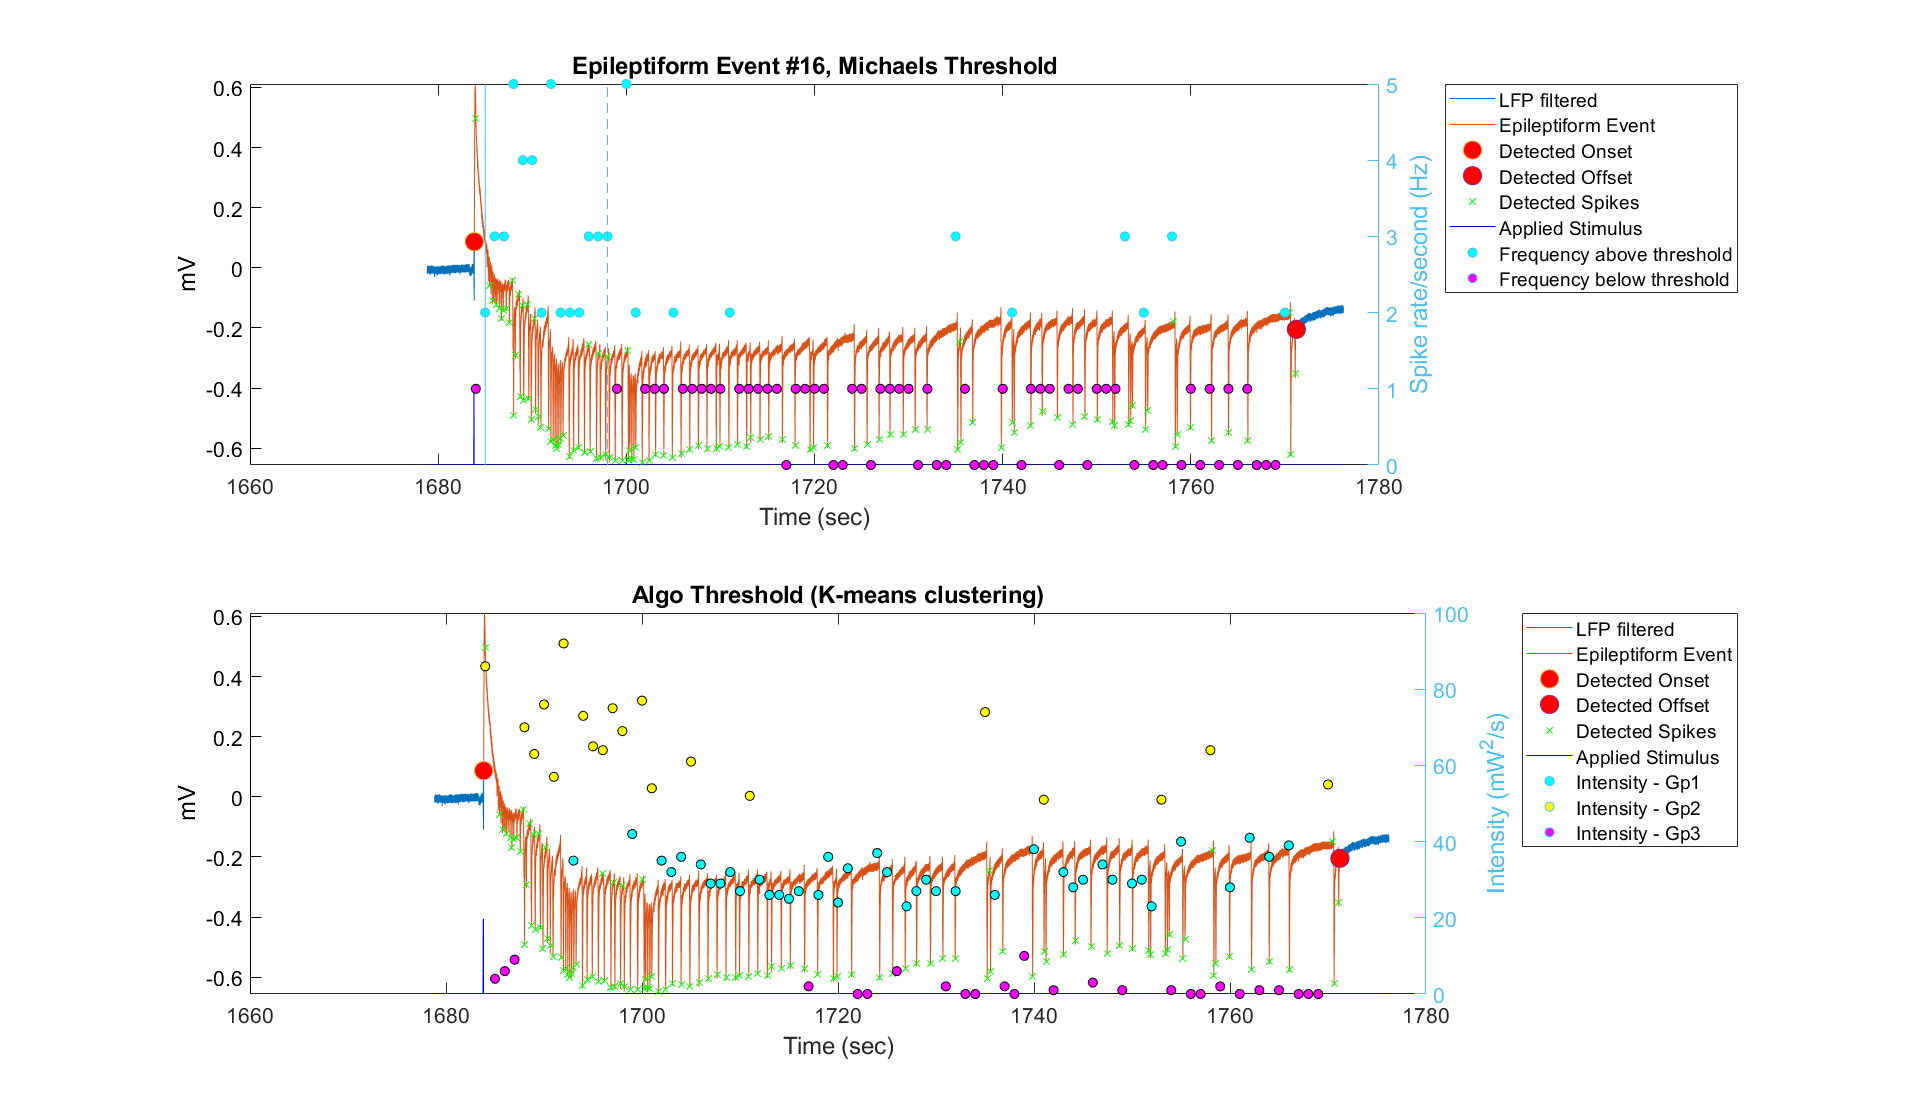 Epileptiform Event #16, Michaels Threshold
0.6
0.4
0.2
0
-0.2
-0.4
-0.6
mV
1660
1680
1700
1720
1740
1760
1780
Time (sec)
5
4
3
2
1
0
Spike rate/second (Hz)
LFP filtered
Epileptiform Event
Detected Onset
Detected Offset
Detected Spikes
Applied Stimulus
Frequency above threshold
Frequency below threshold
Algo Threshold (K-means clustering)
0.6
0.4
0.2
0
-0.2
-0.4
-0.6
mV
1660
1680
1700
1720
1740
1760
1780
Time (sec)
100
80
60
40
20
0
Intensity (mW²/s)
LFP filtered
Epileptiform Event
Detected Onset
Detected Offset
Detected Spikes
Applied Stimulus
Intensity - Gp1
Intensity - Gp2
Intensity - Gp3